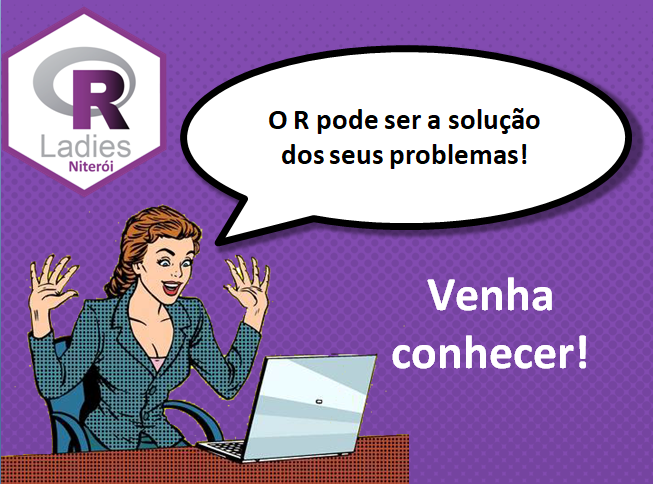 R
Ladies
Niterói
O R pode ser a solução
dos seus problemas!
Venha
conhecer!